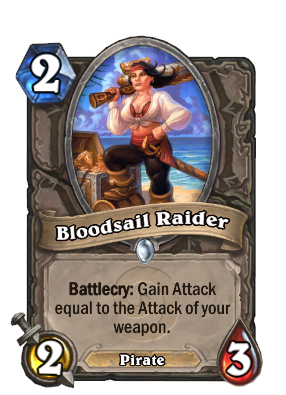 2
Bloodsail Raider
Battlecry: Gain Attack
equal to the Attack of your
weapon.
2
Pirate
3